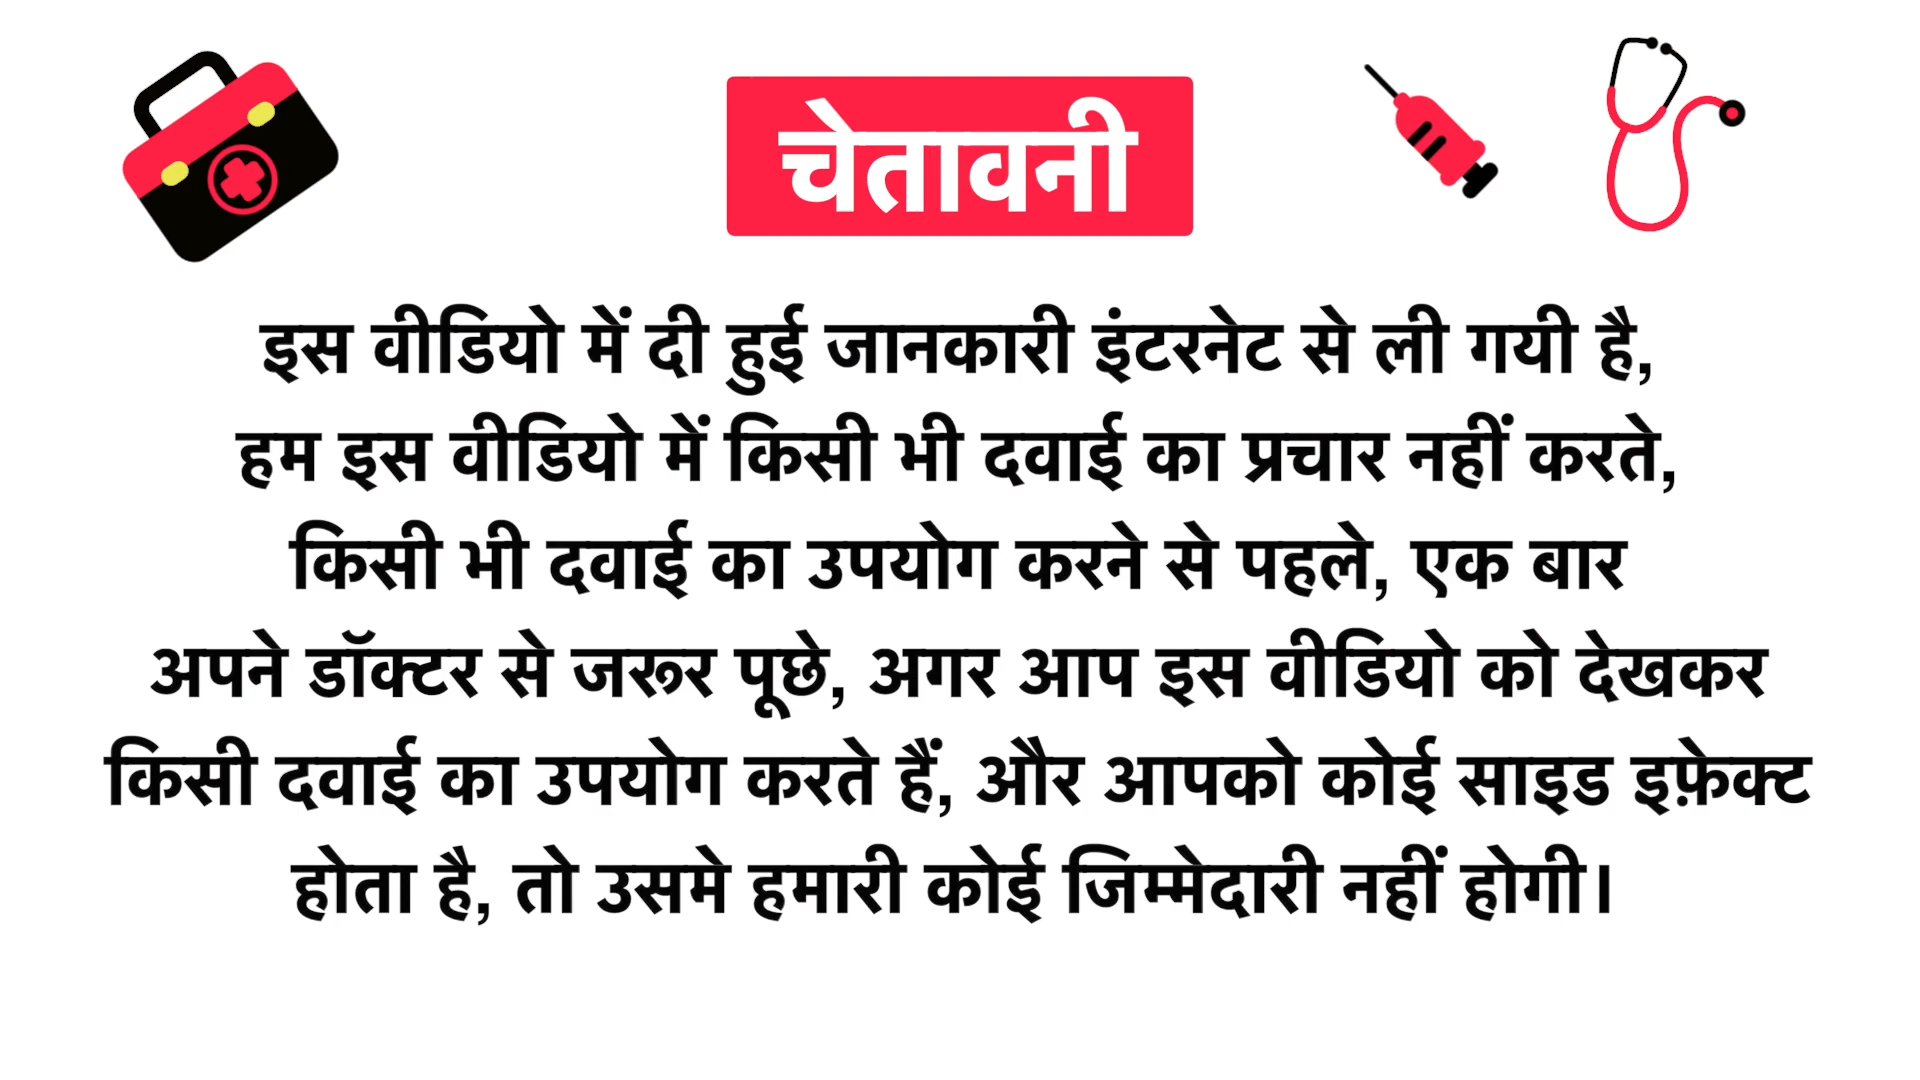 चेतावनी
इस वीडियो में दी हुई जानकारी इंटरनेट से ली गयी है,
हम इस वीडियो में किसी भी दवाई का प्रचार नहीं करते,
किसी भी दवाई का उपयोग करने से पहले, एक बार
अपने डॉक्टर से जरूर पूछे, अगर आप इस वीडियो को देखकर
किसी दवाई का उपयोग करते हैं, और आपको कोई साइड इफ़ेक्ट
होता है, तो उसमे हमारी कोई जिम्मेदारी नहीं होगी।